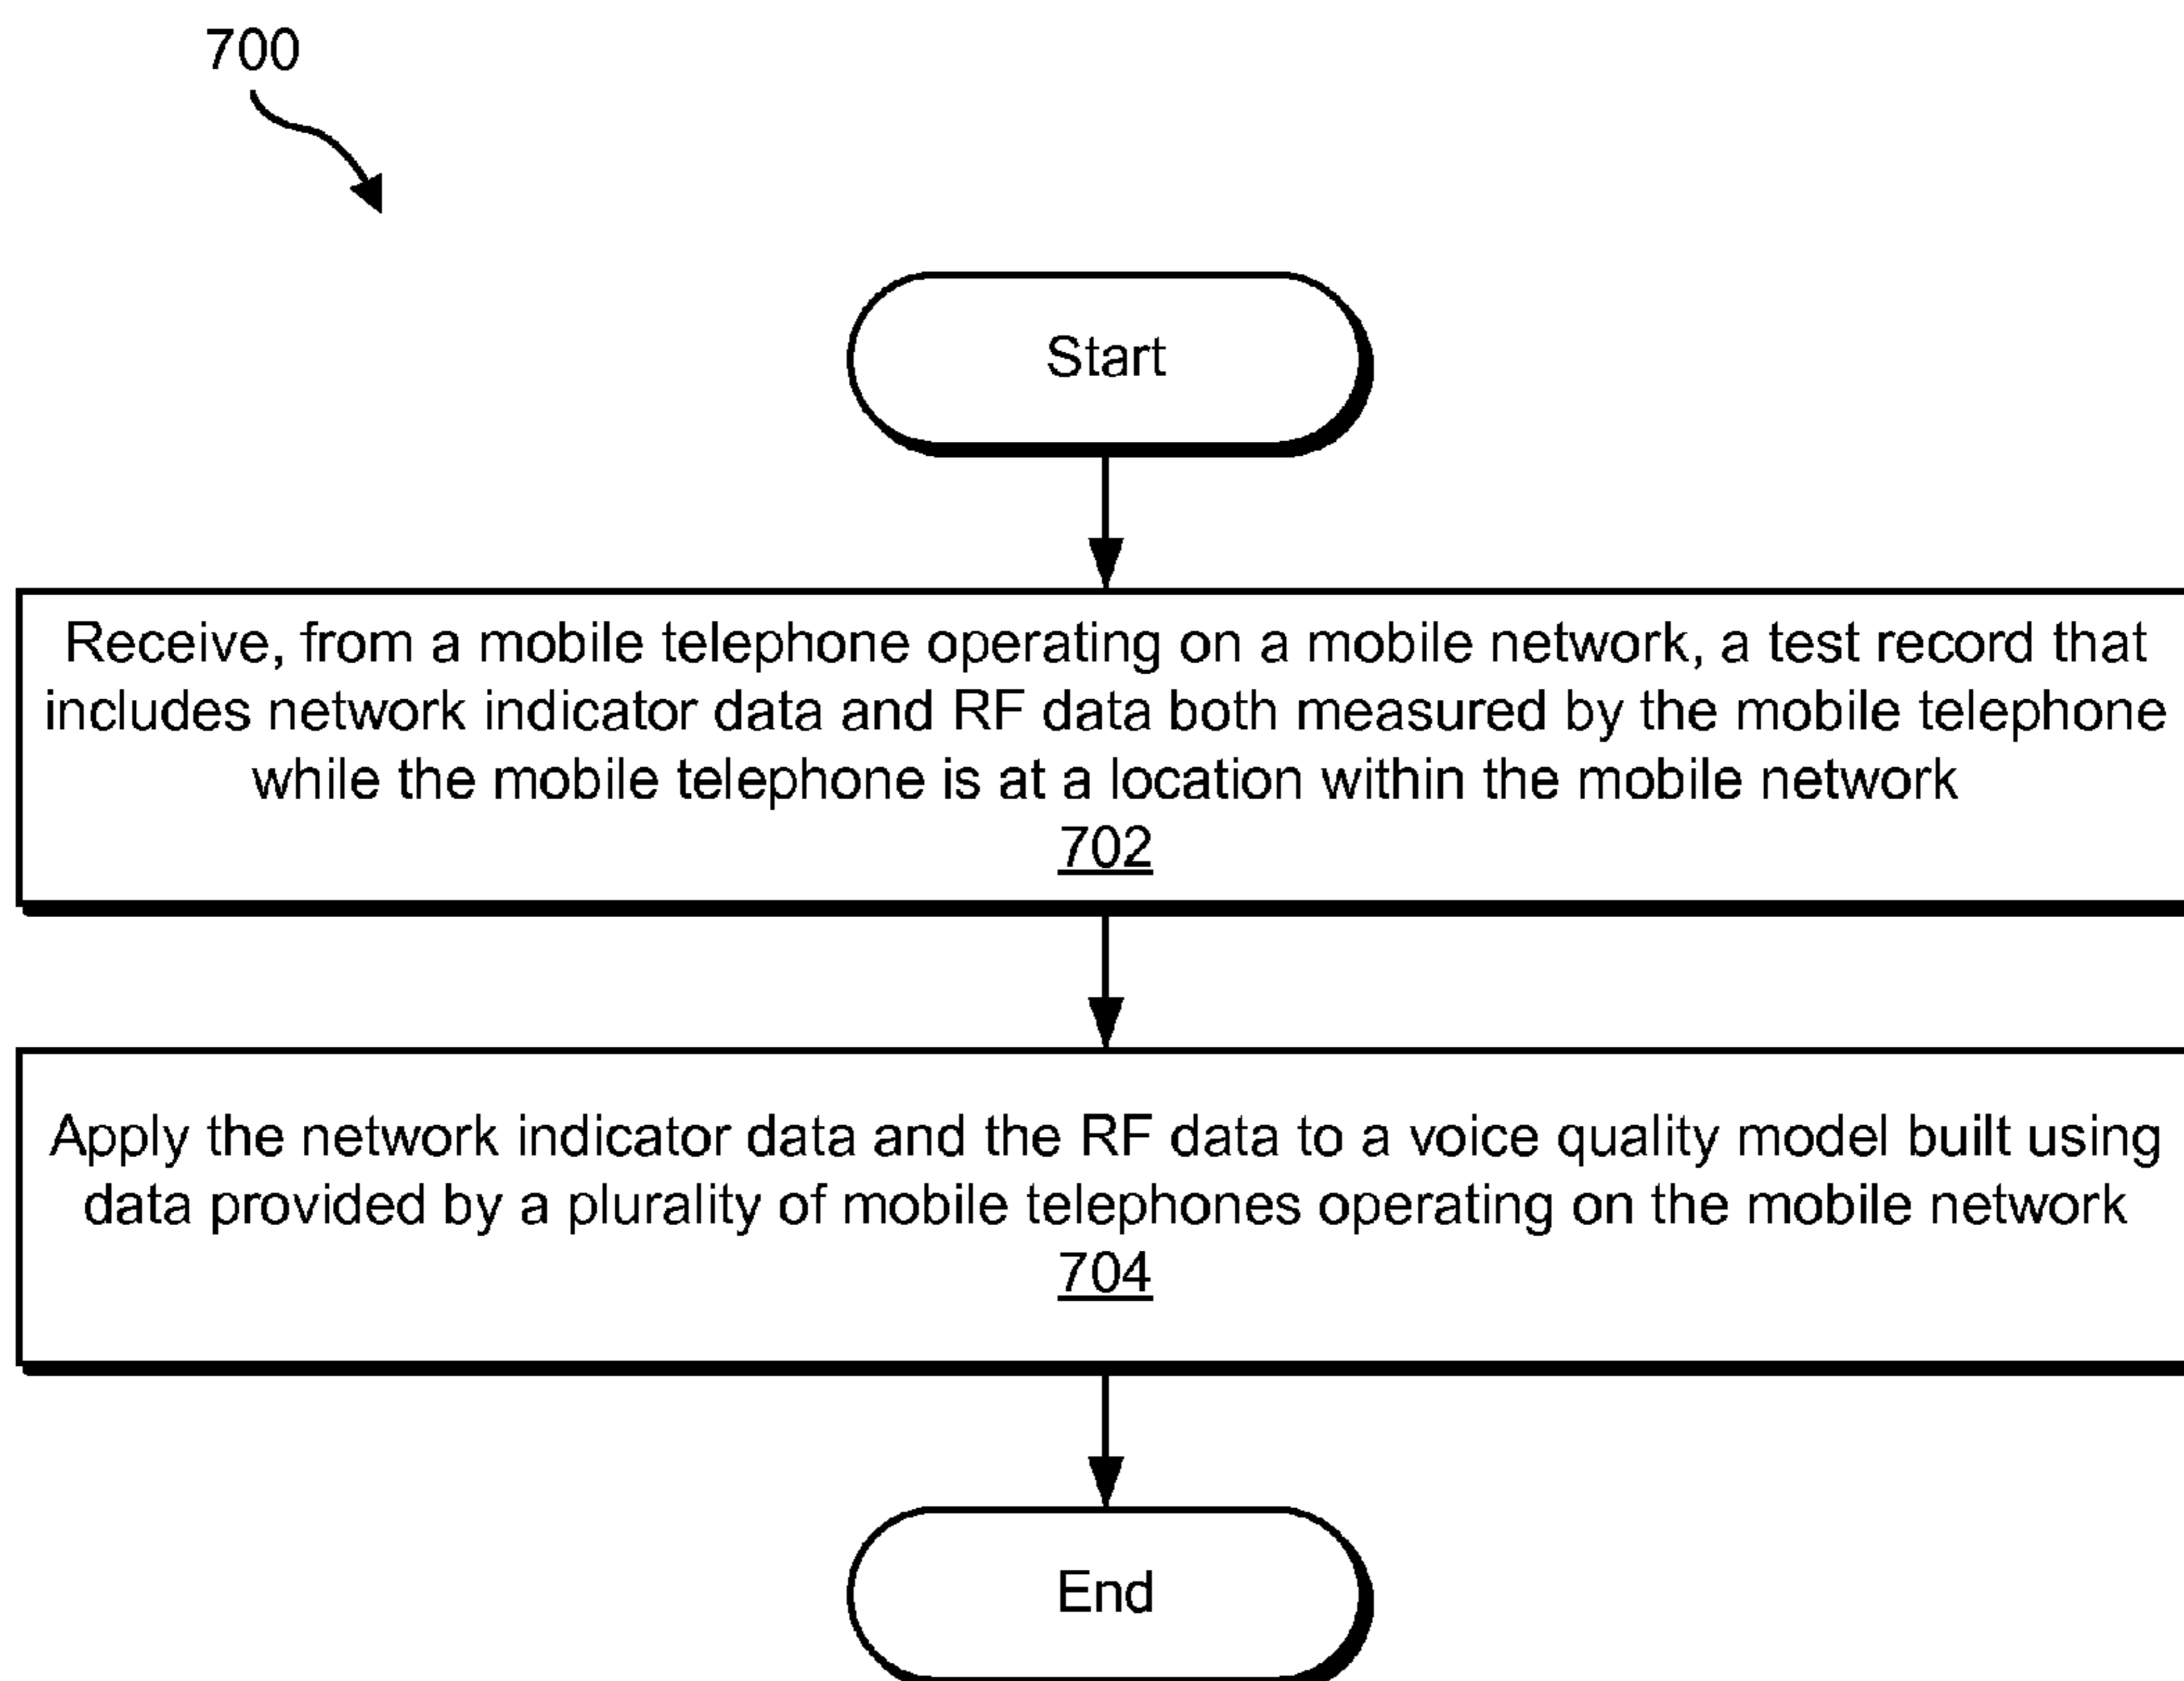 700
Start
Receive, from a mobile telephone operating on a mobile network, a test record that
includes network indicator data and RF data both measured by the mobile telephone
while the mobile telephone is at a location within the mobile network
702
Apply the network indicator data and the RF data to a voice quality model built using
data provided by a plurality of mobile telephones operating on the mobile network
704
End